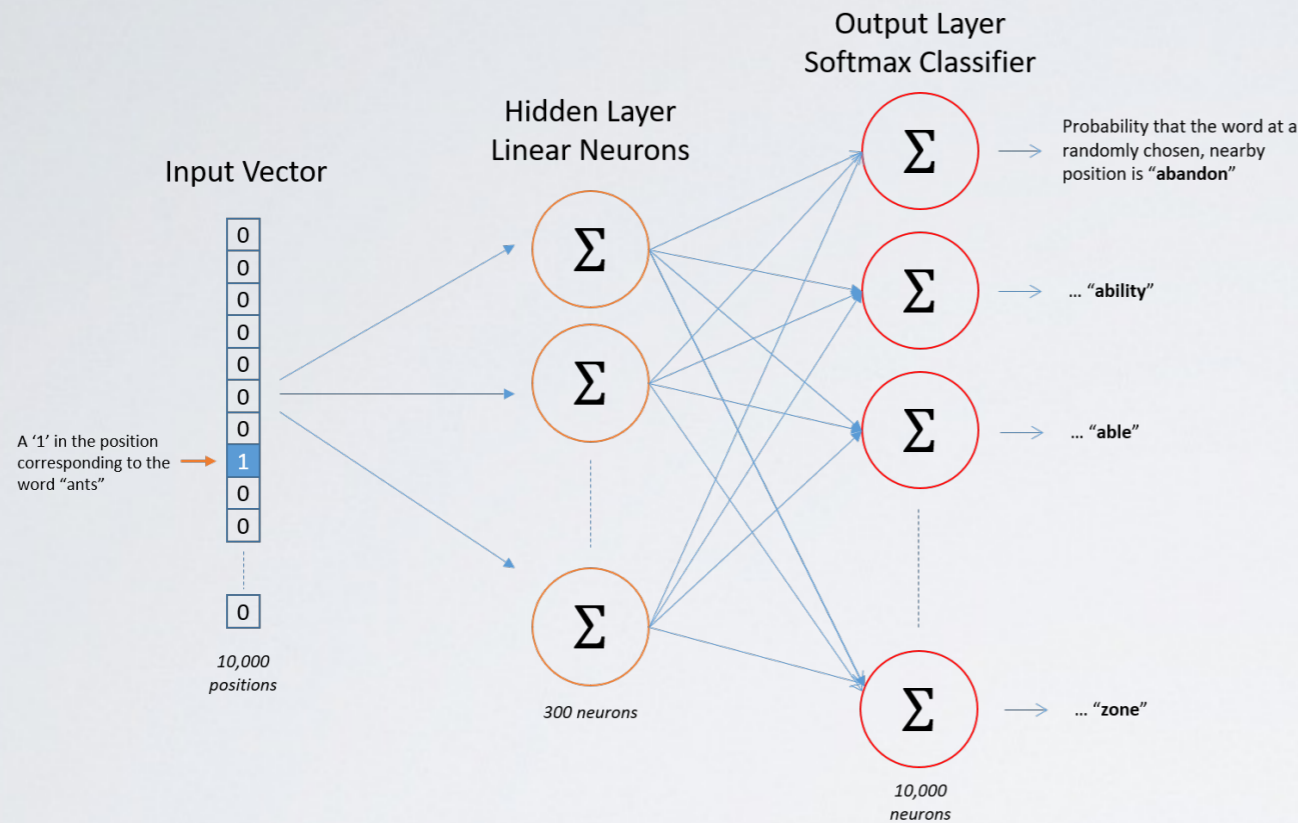 Input Vector
0
0
0
0
0
0
0
1
0
0
0
10,000
positions
A ‘1’ in the position
corresponding to the
word “ants”
Hidden Layer
Linear Neurons
Σ
Σ
Σ
300 neurons
Output Layer
Softmax Classifier
Σ
Σ
Σ
Σ
10,000
neurons
Probability that the word at a
randomly chosen, nearby
position is “abandon”
... “ability”
... “able”
... “zone”